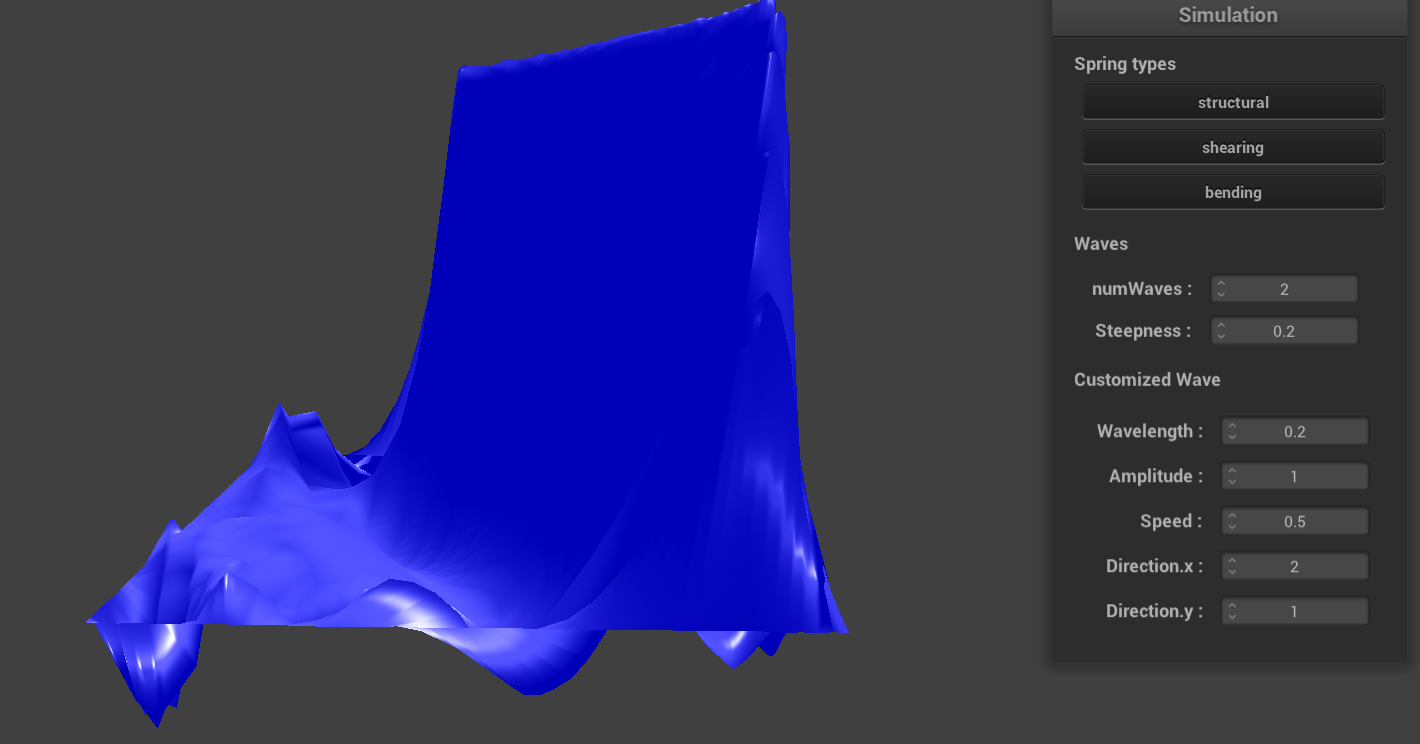 Simulation
Spring types
structural
shearing
bending
Waves
numWaves : 2
Steepness : 0.2
Customized Wave
Wavelength : 0.2
Amplitude : 1
Speed : 0.5
Direction.x : 2
Direction.y : 1